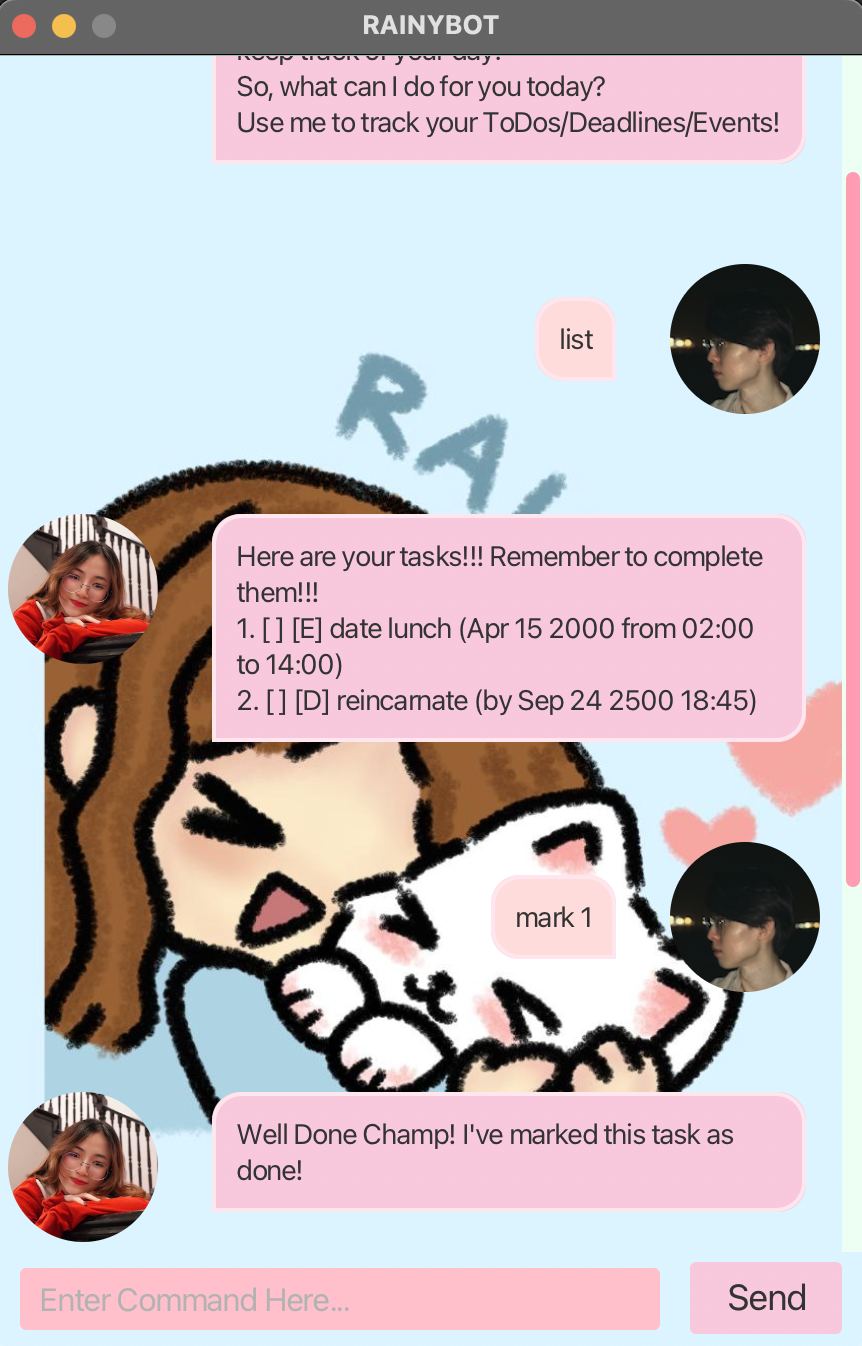 RAINYBOT
keep track of your day!
So, what can I do for you today?
Use me to track your ToDos/Deadlines/Events!
list
RAI
Here are your tasks!!! Remember to complete
them!!!
1. [ ] [E] date lunch (Apr 15 2000 from 02:00
to 14:00)
2. [ ] [D] reincarnate (by Sep 24 2500 18:45)
mark 1
Well Done Champ! I've marked this task as
done!
Enter Command Here...
Send